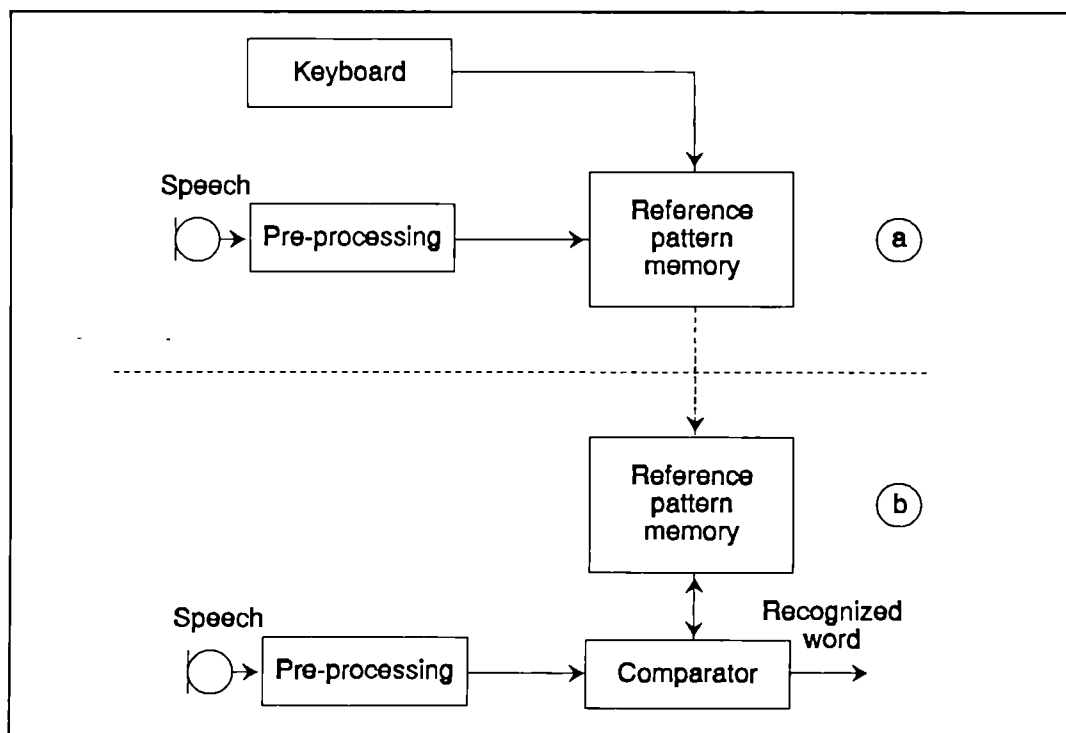 Keyboard
Speech
Pre-processing
Reference
pattern
memory
a
Reference
pattern
memory
b
Speech
Pre-processing
Comparator
Recognized
word